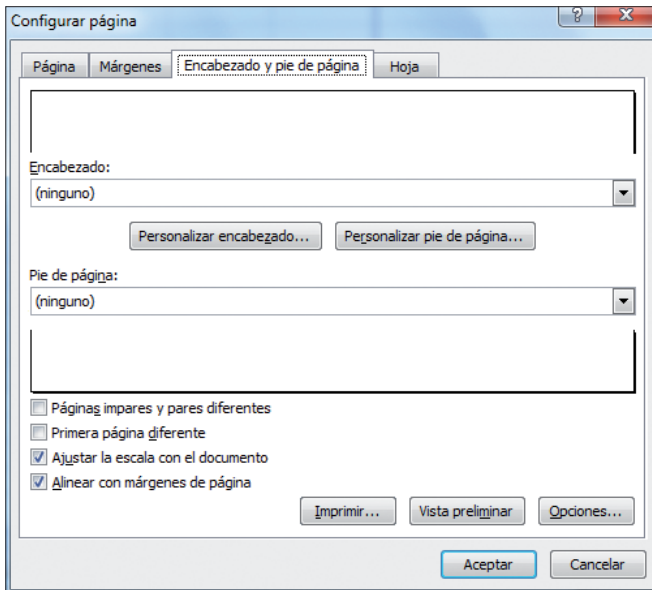 Configurar página
Página Márgenes Encabezado y pie de página Hoja
Encabezado:
(ninguno)
Personalizar encabezado... Personalizar pie de página...
Pie de página:
(ninguno)
Páginas impares y pares diferentes
Primera página diferente
Ajustar la escala con el documento
Alinear con márgenes de página
Imprimir... Vista preliminar Opciones...
Aceptar Cancelar